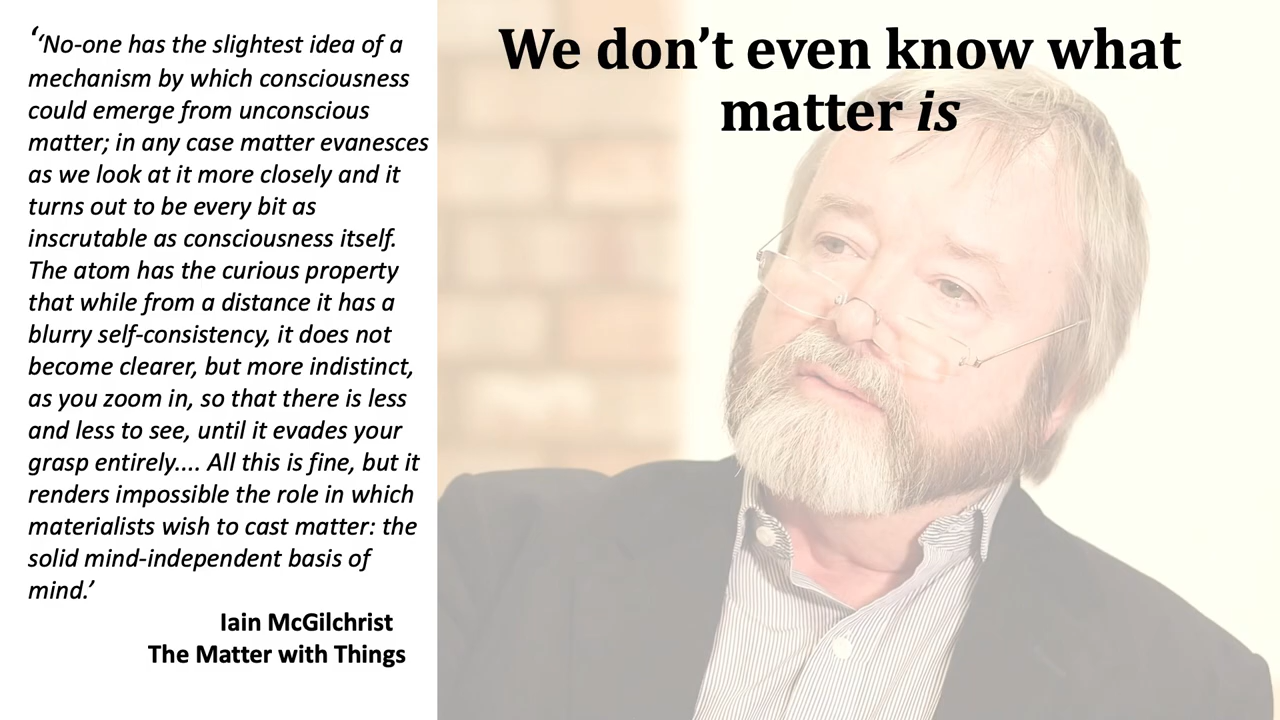 ‘‘No-one has the slightest idea of a
mechanism by which consciousness
could emerge from unconscious
matter; in any case matter evanesces
as we look at it more closely and it
turns out to be every bit as
inscrutable as consciousness itself.
The atom has the curious property
that while from a distance it has a
blurry self-consistency, it does not
become clearer, but more indistinct,
as you zoom in, so that there is less
and less to see, until it evades your
grasp entirely.... All this is fine, but it
renders impossible the role in which
materialists wish to cast matter: the
solid mind-independent basis of
mind.’
Iain McGilchrist
The Matter with Things
We don’t even know what
matter is